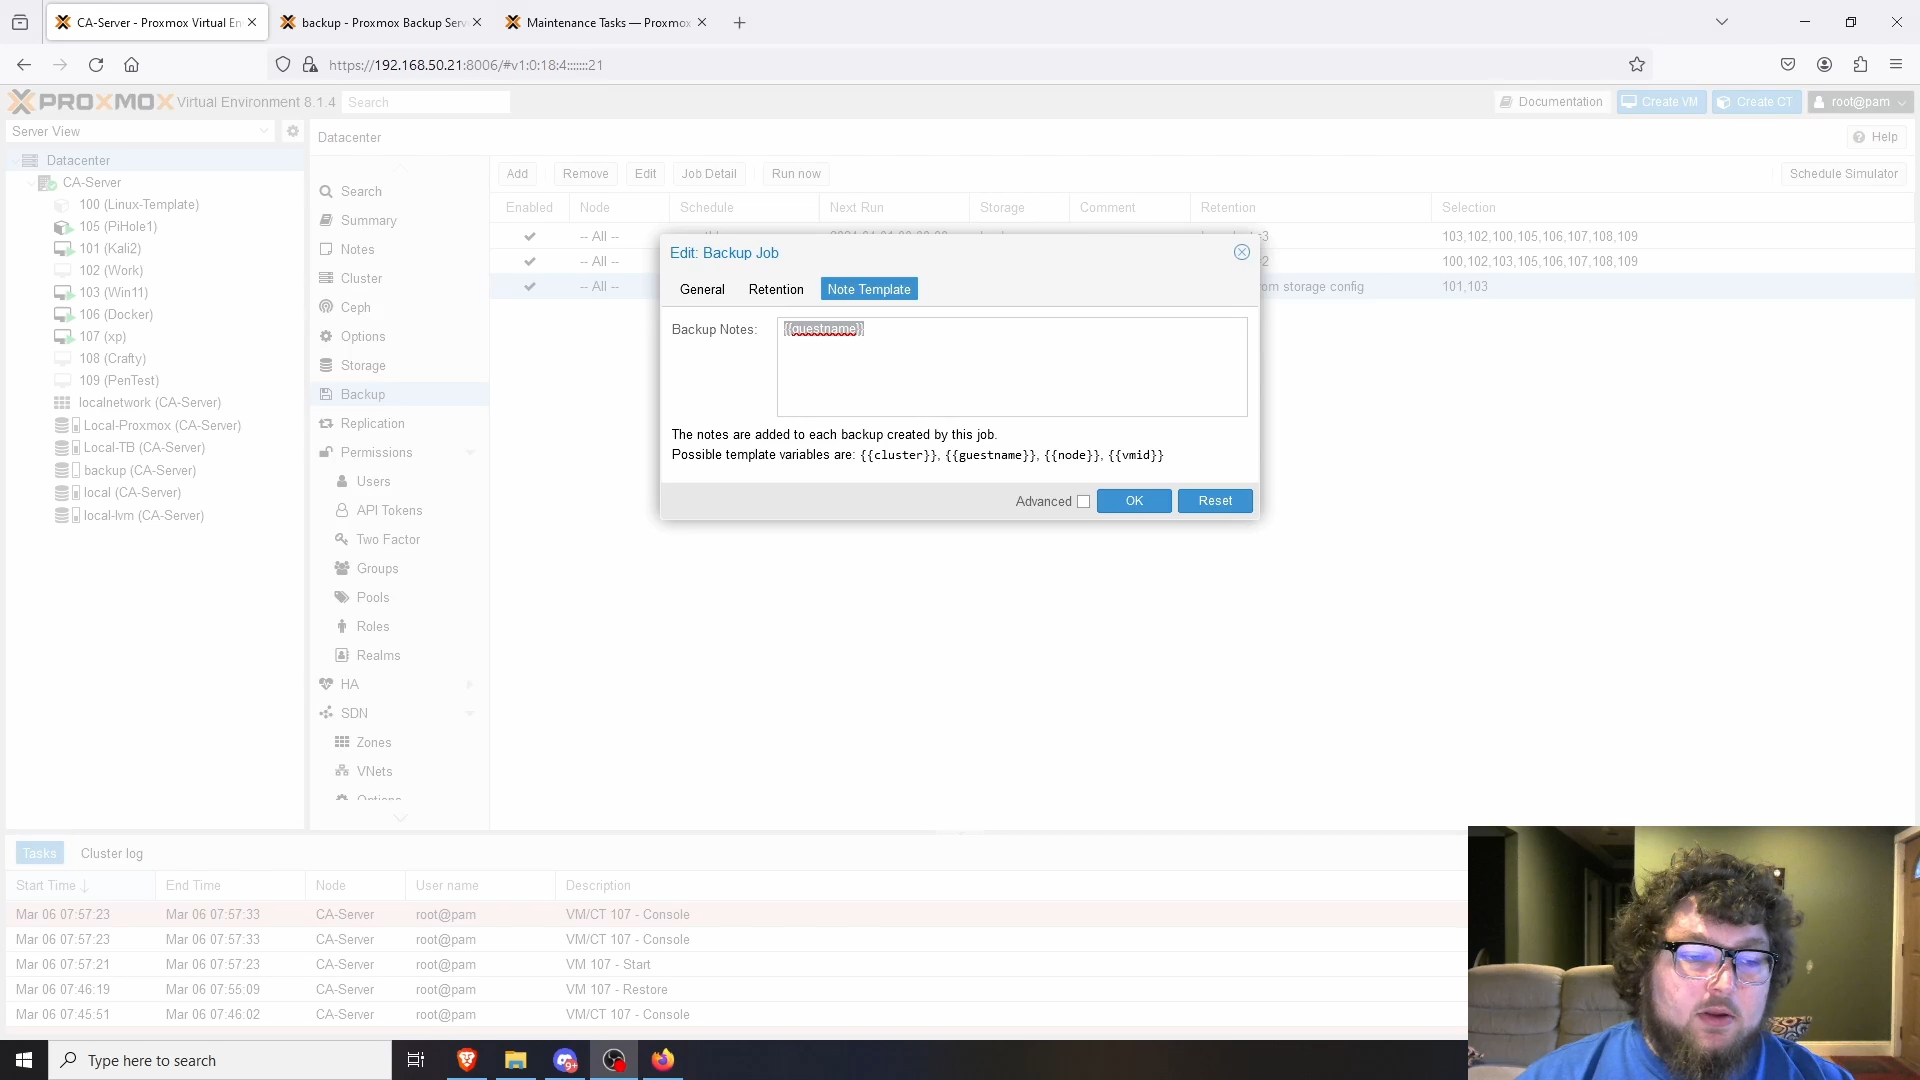 CA-Server - Proxmox Virtual En
backup - Proxmox Backup Serv
Maintenance Tasks — Proxmox
https://192.168.50.21:8006/#v1:0:18:4:::::::21
PROXMOX Virtual Environment 8.1.4
Search
Documentation
Create VM
Create CT
root@pam
Server View
Datacenter
Help
Datacenter
CA-Server
100 (Linux-Template)
105 (PiHole1)
101 (Kali2)
102 (Work)
103 (Win11)
106 (Docker)
107 (xp)
108 (Crafty)
109 (PenTest)
localnetwork (CA-Server)
Local-Proxmox (CA-Server)
Local-TB (CA-Server)
backup (CA-Server)
local (CA-Server)
local-lvm (CA-Server)
Search
Summary
Notes
Cluster
Ceph
Options
Storage
Backup
Replication
Permissions
Users
API Tokens
Two Factor
Groups
Pools
Roles
Realms
HA
SDN
Zones
VNets
Options
Add
Remove
Edit
Job Detail
Run now
Schedule Simulator
Enabled Node Schedule Next Run Storage Comment Retention Selection
-- All -- =3 103,102,100,105,106,107,108,109
-- All -- =2 100,102,103,105,106,107,108,109
-- All -- om storage config 101,103
Edit: Backup Job
General Retention Note Template
Backup Notes: {{guestname}}
The notes are added to each backup created by this job.
Possible template variables are: {{cluster}}, {{guestname}}, {{node}}, {{vmid}}
Advanced OK Reset
Tasks Cluster log
Start Time End Time Node User name Description
Mar 06 07:57:23 Mar 06 07:57:33 CA-Server root@pam VM/CT 107 - Console
Mar 06 07:57:23 Mar 06 07:57:33 CA-Server root@pam VM/CT 107 - Console
Mar 06 07:57:21 Mar 06 07:57:23 CA-Server root@pam VM 107 - Start
Mar 06 07:46:19 Mar 06 07:55:09 CA-Server root@pam VM 107 - Restore
Mar 06 07:45:51 Mar 06 07:46:02 CA-Server root@pam VM/CT 107 - Console
Type here to search
9+